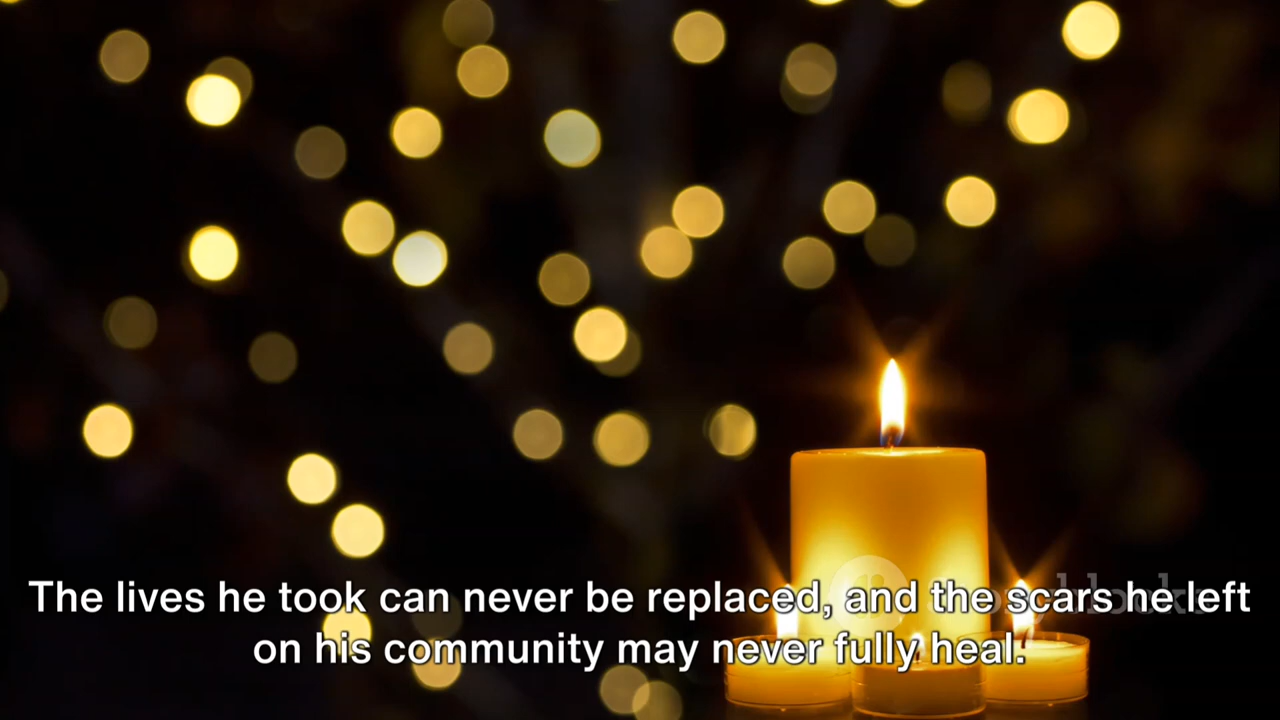 The lives he took can never be replaced, and the scars he left
on his community may never fully heal.